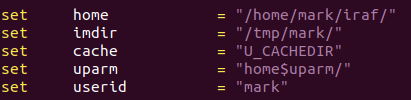 set home = "/home/mark/iraf/"
set imdir = "/tmp/mark/"
set cache = "U_CACHEDIR"
set uparm = "home$uparm/"
set userid = "mark"